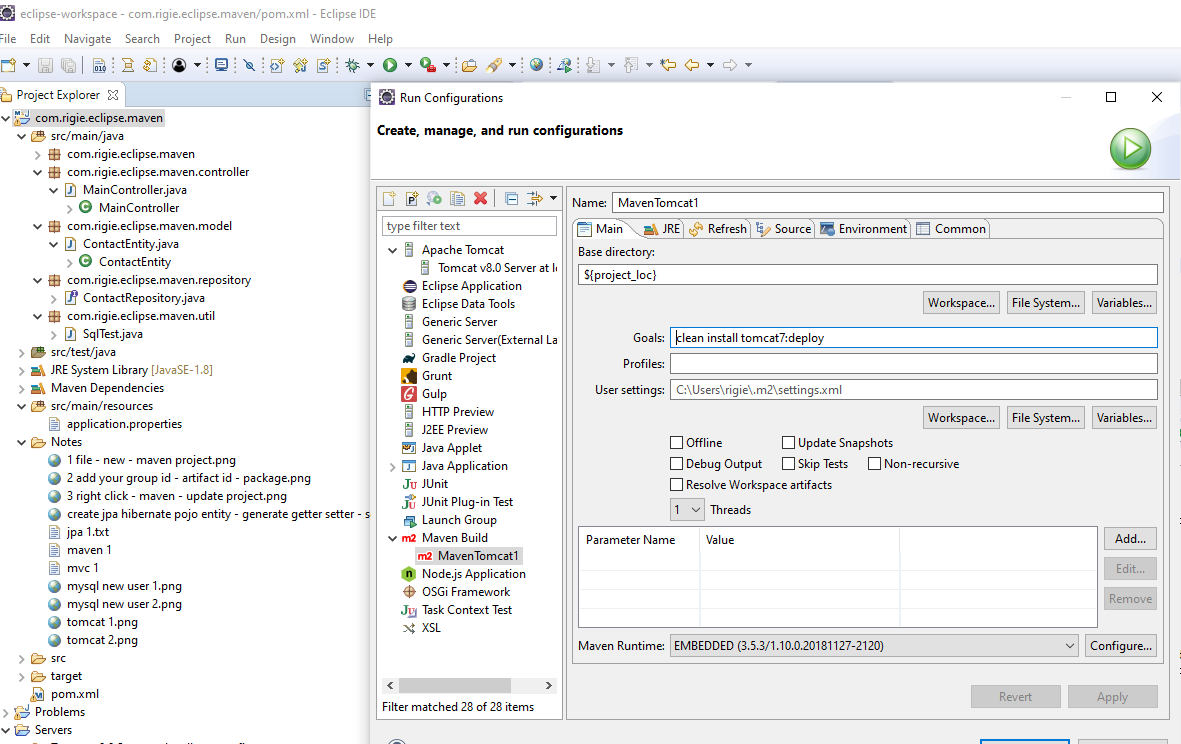 eclipse-workspace - com.rigie.eclipse.maven/pom.xml - Eclipse IDE
File Edit Navigate Search Project Run Design Window Help
Project Explorer
com.rigie.eclipse.maven
src/main/java
com.rigie.eclipse.maven
com.rigie.eclipse.maven.controller
MainController.java
MainController
com.rigie.eclipse.maven.model
ContactEntity.java
ContactEntity
com.rigie.eclipse.maven.repository
ContactRepository.java
com.rigie.eclipse.maven.util
SqlTest.java
src/test/java
JRE System Library [JavaSE-1.8]
Maven Dependencies
src/main/resources
application.properties
Notes
1 file - new - maven project.png
2 add your group id - artifact id - package.png
3 right click - maven - update project.png
create jpa hibernate pojo entity - generate getter setter - s
jpa 1.txt
maven 1
mvc 1
mysql new user 1.png
mysql new user 2.png
tomcat 1.png
tomcat 2.png
src
target
pom.xml
Problems
Servers
Run Configurations
Create, manage, and run configurations
type filter text
Apache Tomcat
Tomcat v8.0 Server at lo
Eclipse Application
Eclipse Data Tools
Generic Server
Generic Server(External La
Gradle Project
Grunt
Gulp
HTTP Preview
J2EE Preview
Java Applet
Java Application
JUnit
JUnit Plug-in Test
Launch Group
Maven Build
m2 MavenTomcat1
Node.js Application
OSGi Framework
Task Context Test
XSL
Filter matched 28 of 28 items
Name: MavenTomcat1
Main JRE Refresh Source Environment Common
Base directory:
${project_loc}
Workspace... File System... Variables...
Goals: clean install tomcat7:deploy
Profiles:
User settings: C:\Users\rigie\.m2\settings.xml
Workspace... File System... Variables...
Offline Update Snapshots
Debug Output Skip Tests Non-recursive
Resolve Workspace artifacts
1 Threads
Parameter Name Value
Add...
Edit...
Remove
Maven Runtime: EMBEDDED (3.5.3/1.10.0.20181127-2120) Configure...
Revert Apply